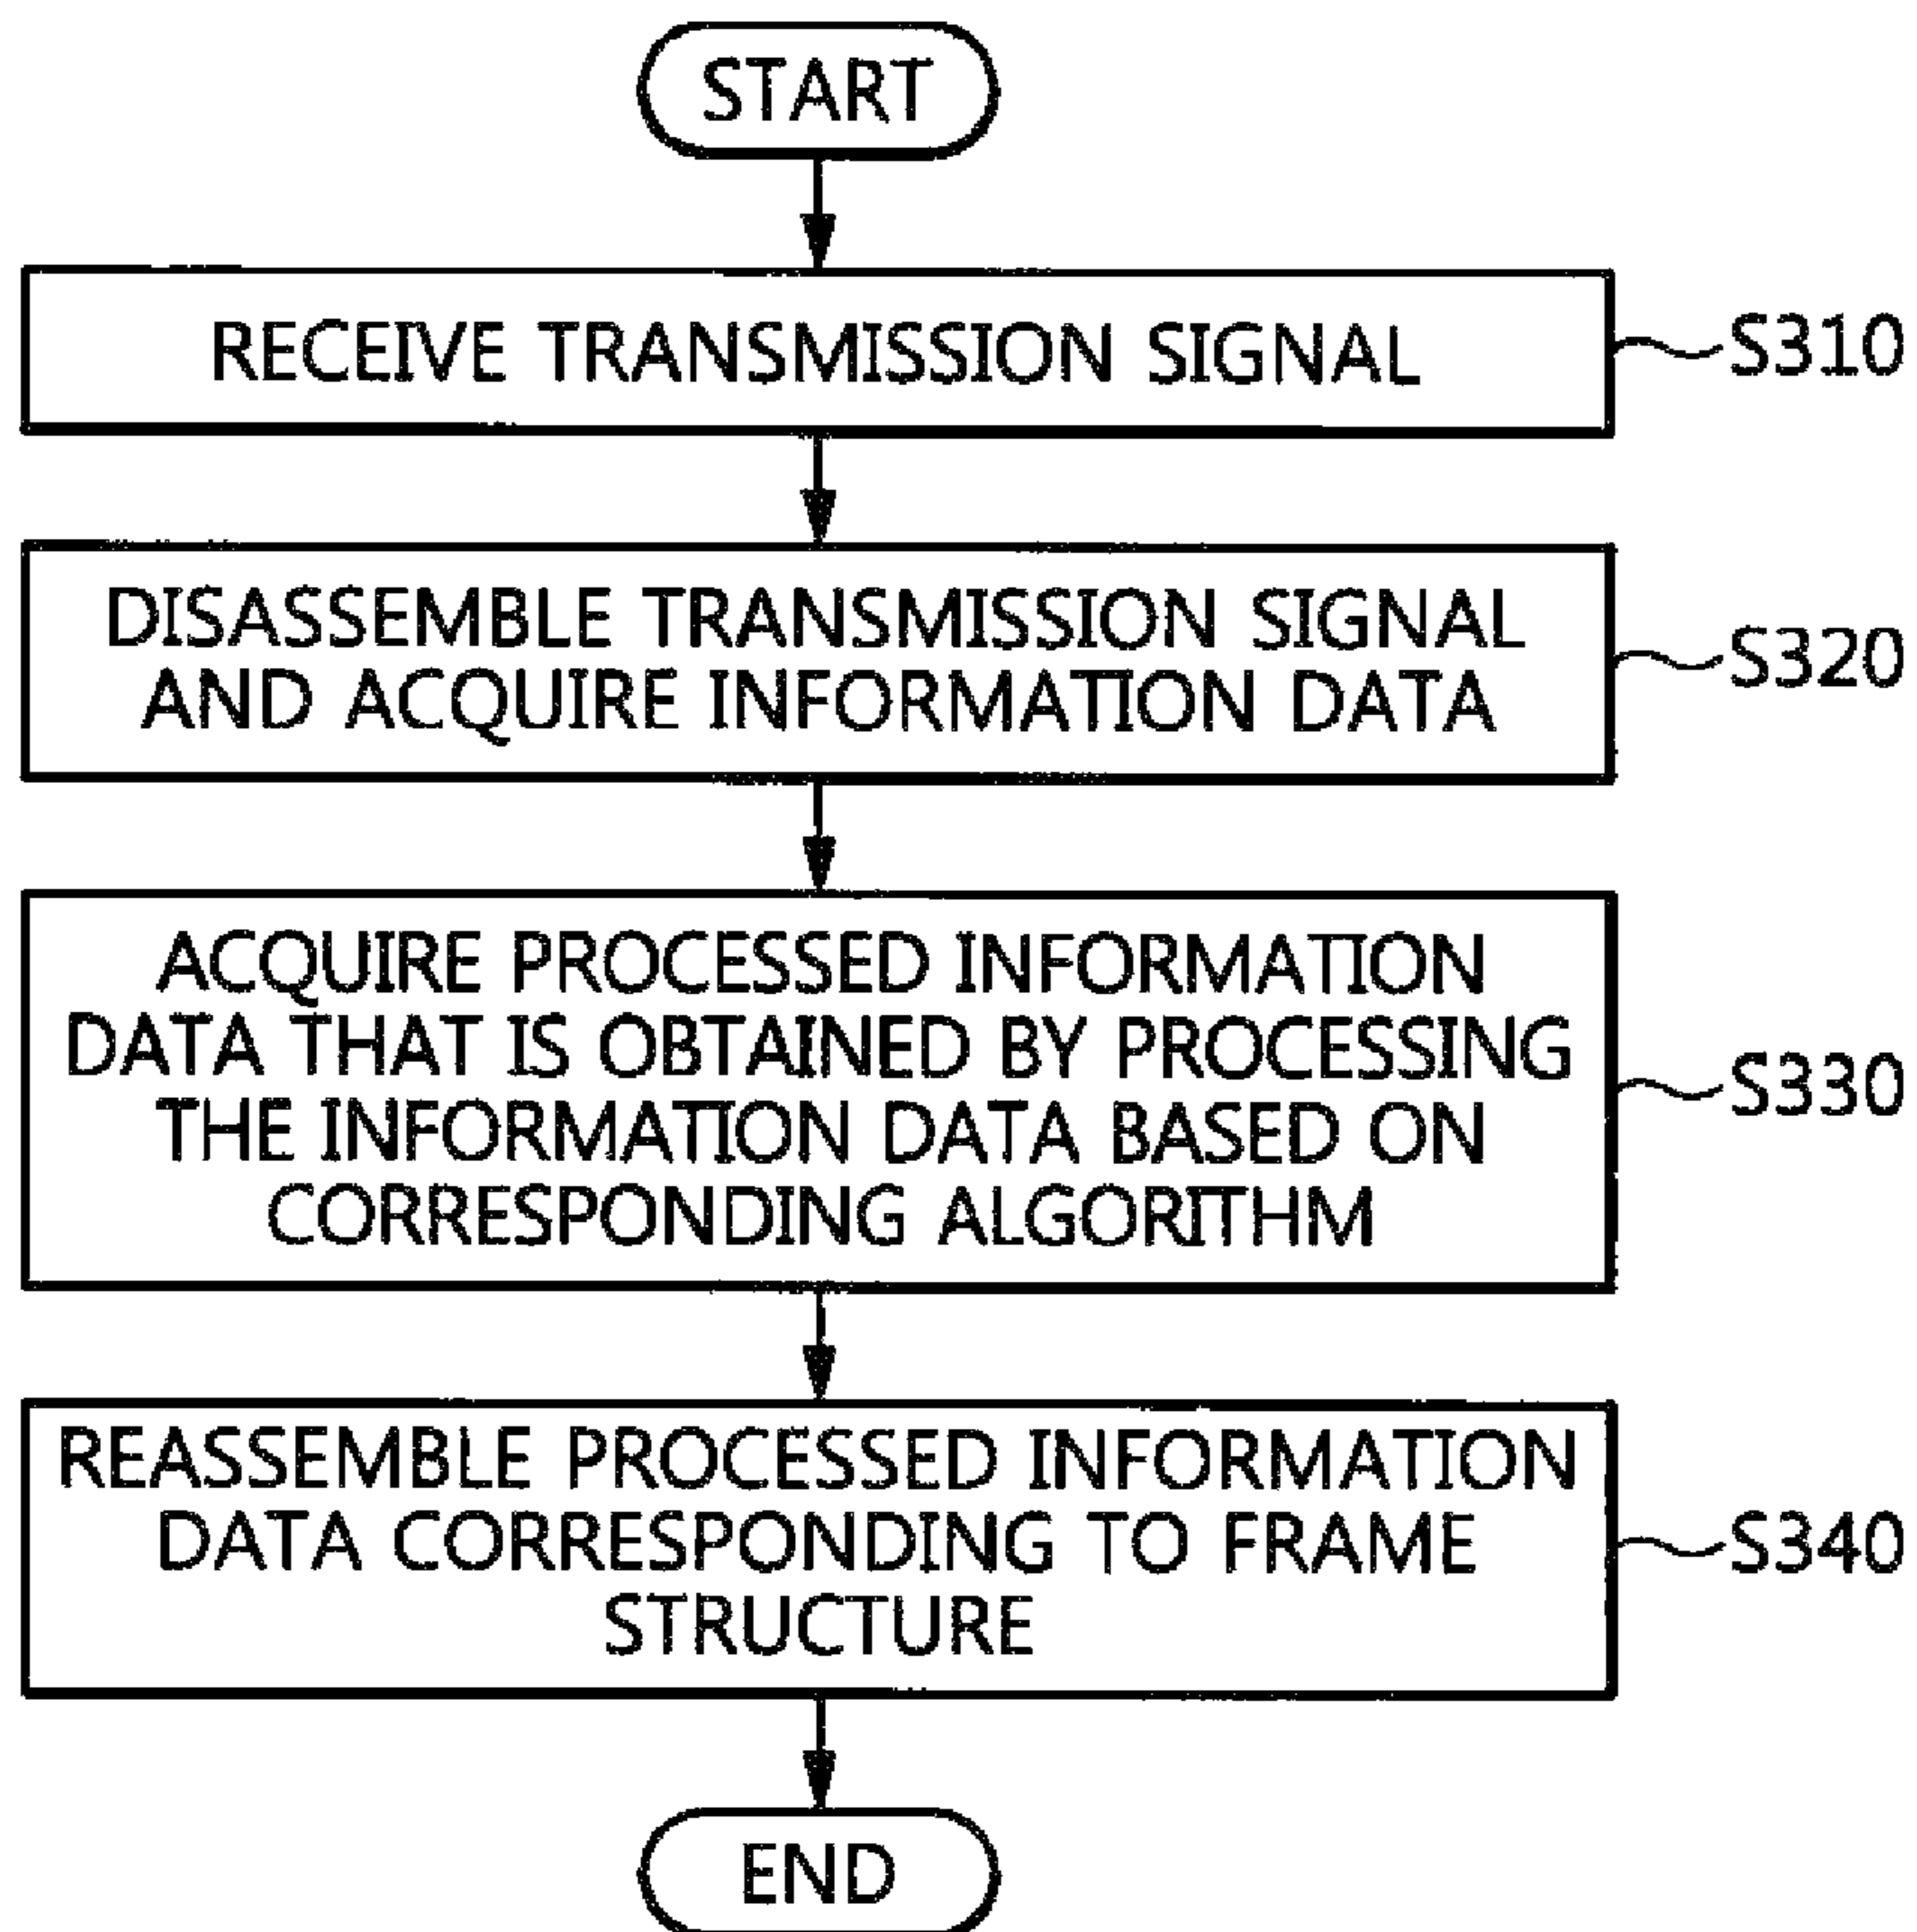 START
RECEIVE TRANSMISSION SIGNAL
S310
DISASSEMBLE TRANSMISSION SIGNAL
AND ACQUIRE INFORMATION DATA
S320
ACQUIRE PROCESSED INFORMATION
DATA THAT IS OBTAINED BY PROCESSING
THE INFORMATION DATA BASED ON
CORRESPONDING ALGORITHM
S330
REASSEMBLE PROCESSED INFORMATION
DATA CORRESPONDING TO FRAME
STRUCTURE
S340
END